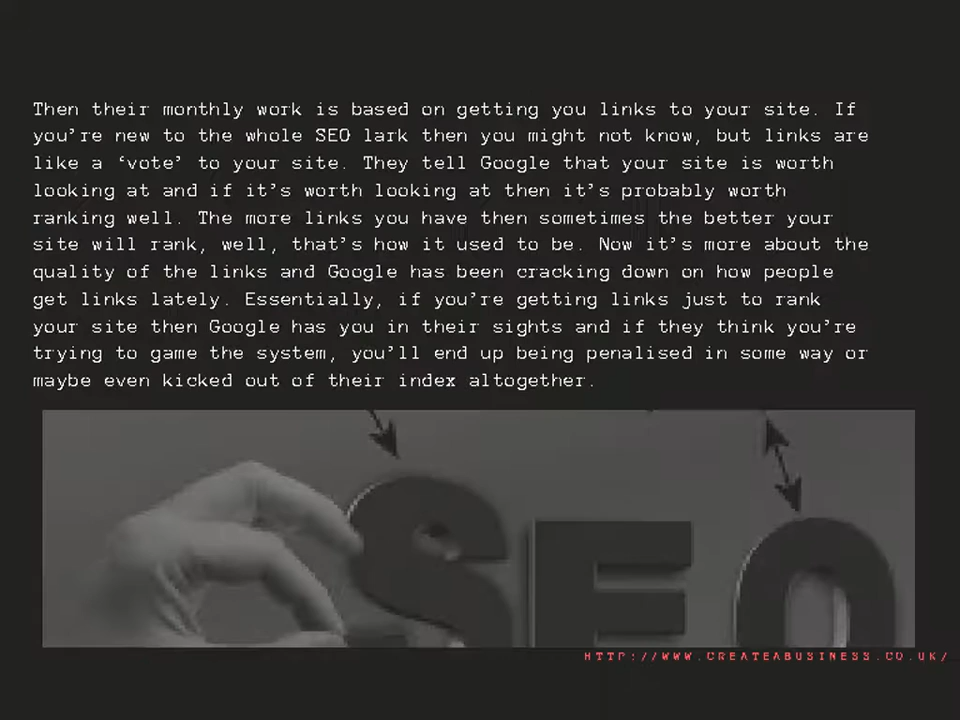 Then their monthly work is based on getting you links to your site. If
you're new to the whole SEO lark then you might not know, but links are
like a ‘vote’ to your site. They tell Google that your site is worth
looking at and if it's worth looking at then it's probably worth
ranking well. The more links you have then sometimes the better your
site will rank, well, that's how it used to be. Now it's more about the
quality of the links and Google has been cracking down on how people
get links lately. Essentially, if you're getting links just to rank
your site then Google has you in their sights and if they think you're
trying to game the system, you'll end up being penalised in some way or
maybe even kicked out of their index altogether.
SEO
HTTP://WWW.CREATEABUSINESS.CO.UK/